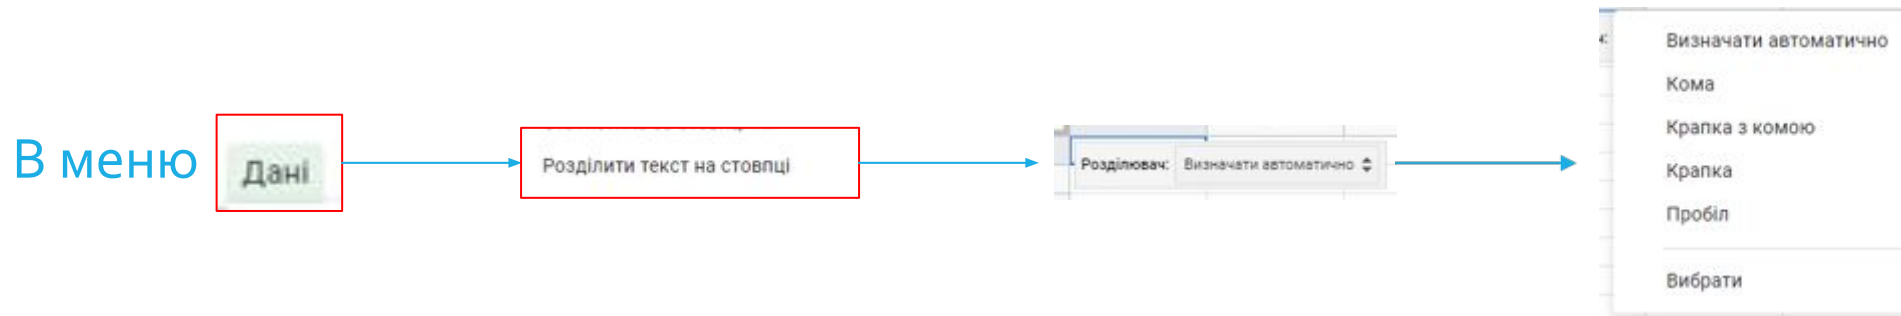 В меню
Дані
Розділити текст на стовпці
Розділювач: Визначати автоматично
Визначати автоматично
Кома
Крапка з комою
Крапка
Пробіл
Вибрати